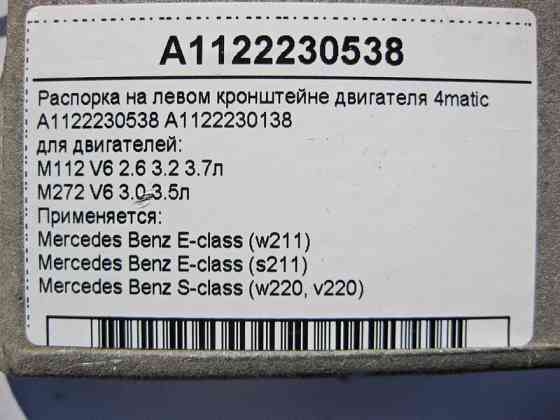 A1122230538
Распорка на левом кронштейне двигателя 4matic
A1122230538 A1122230138
для двигателей:
M112 V6 2.6 3.2 3.7л
M272 V6 3.0 3.5л
Применяется:
Mercedes Benz E-class (w211)
Mercedes Benz E-class (s211)
Mercedes Benz S-class (w220, v220)